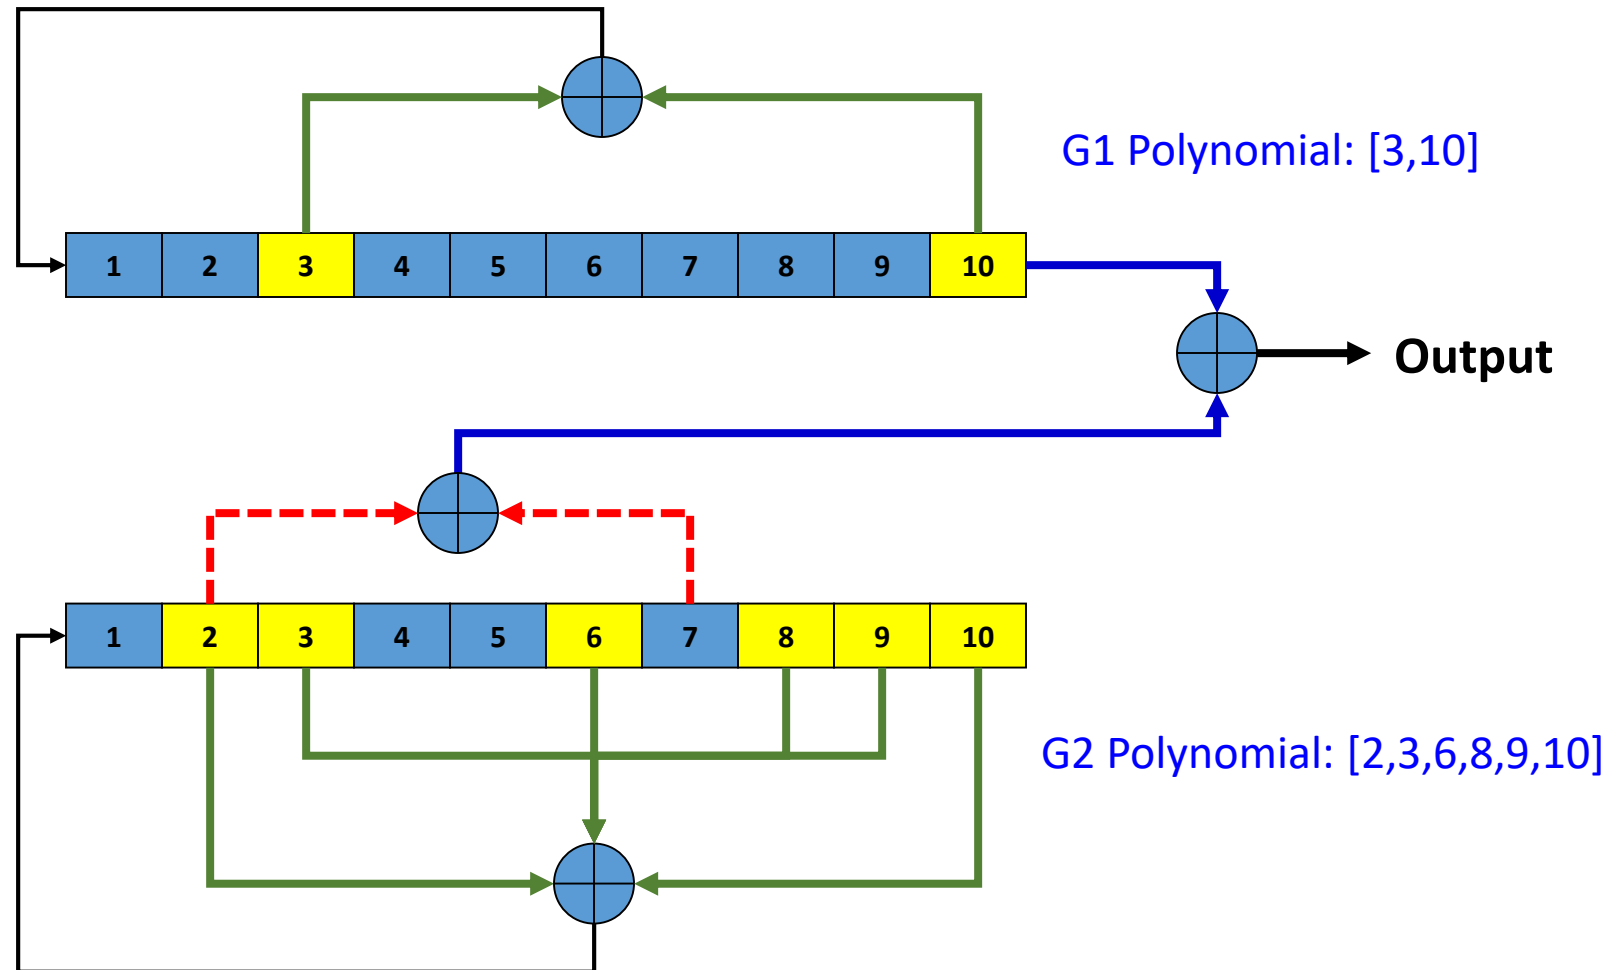 G1 Polynomial: [3,10]
1 2 3 4 5 6 7 8 9 10
Output
1 2 3 4 5 6 7 8 9 10
G2 Polynomial: [2,3,6,8,9,10]